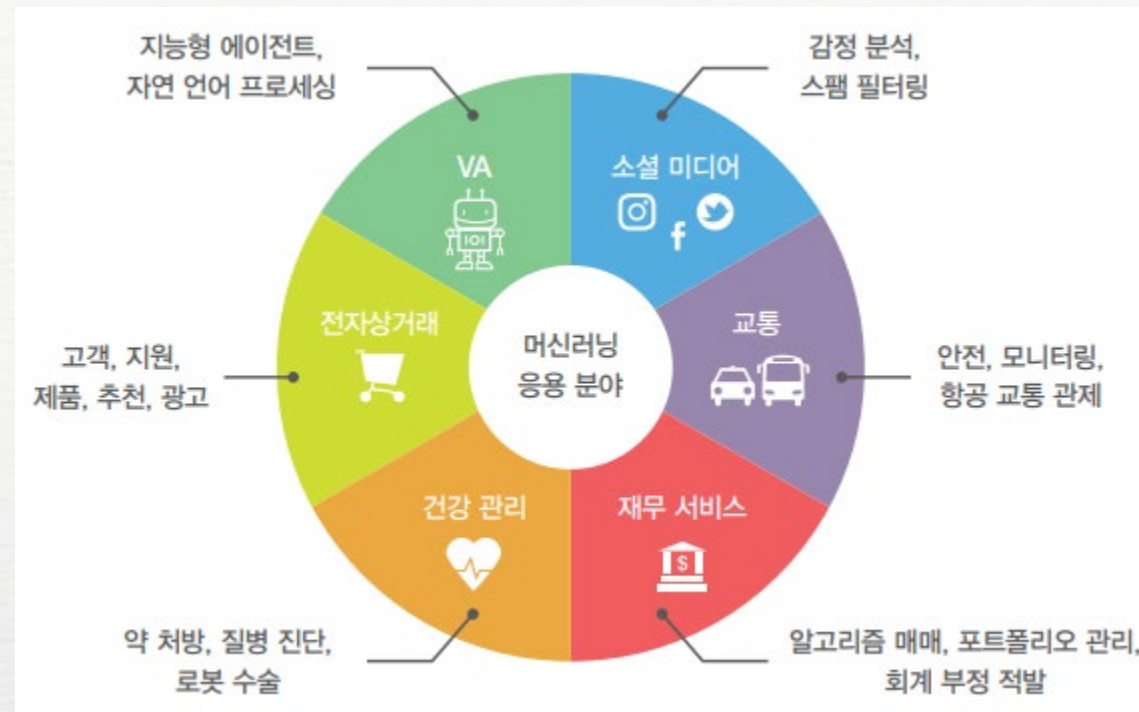 지능형 에이전트,
자연 언어 프로세싱
감정 분석,
스팸 필터링
VA
101
소셜 미디어
f
전자상거래
머신러닝
응용 분야
교통
고객, 지원,
제품, 추천, 광고
안전, 모니터링,
항공 교통 관제
건강 관리
재무 서비스
$
약 처방, 질병 진단,
로봇 수술
알고리즘 매매, 포트폴리오 관리,
회계 부정 적발